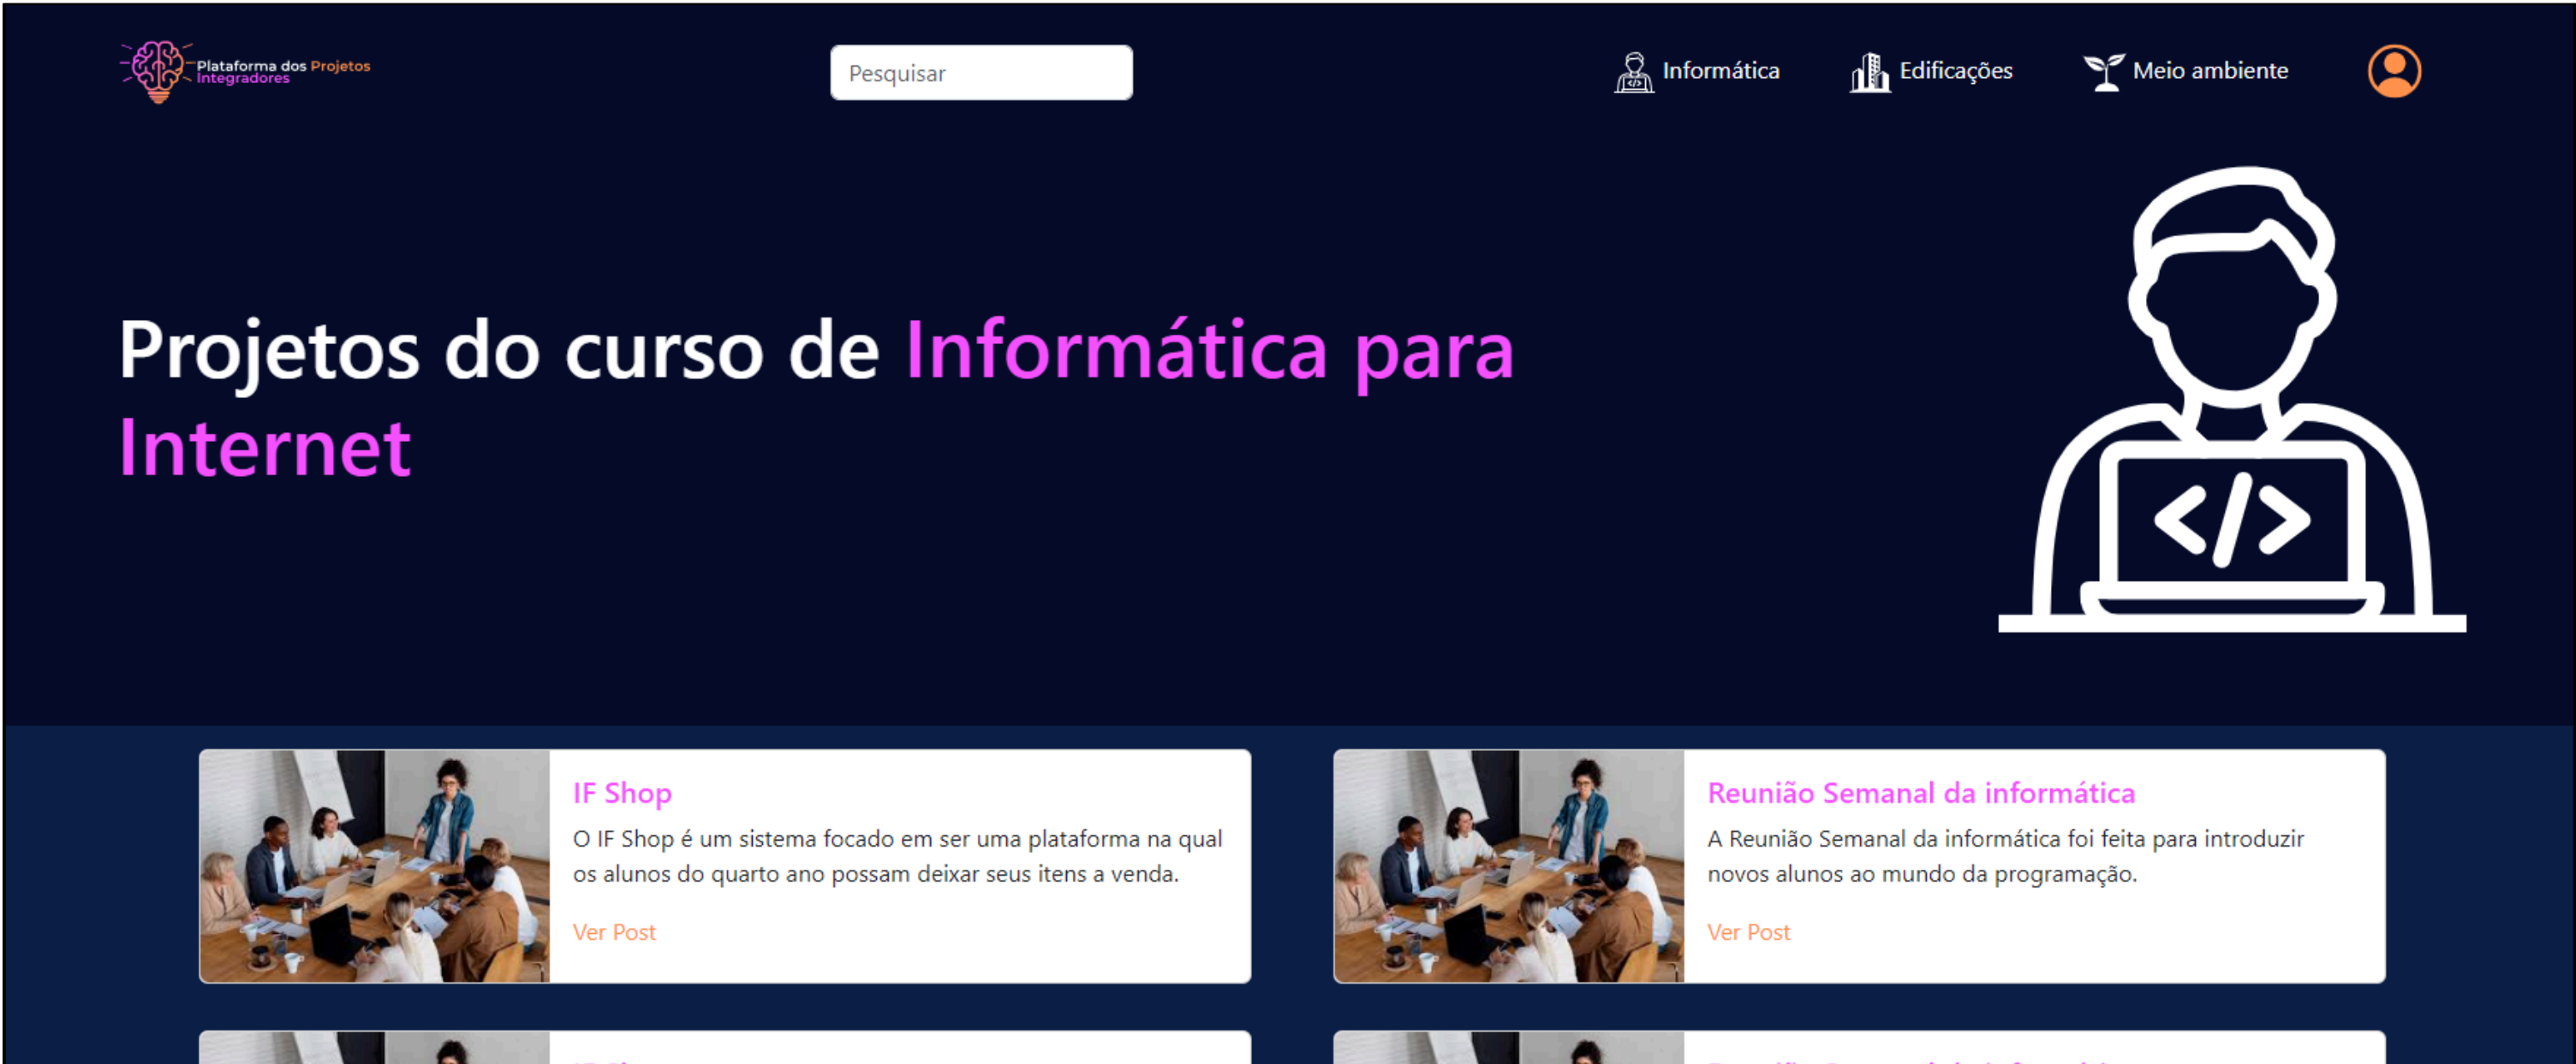 Plataforma dos Projetos
Integradores
Pesquisar
Informática
Edificações
Meio ambiente
Projetos do curso de Informática para
Internet
</>
IF Shop
O IF Shop é um sistema focado em ser uma plataforma na qual
os alunos do quarto ano possam deixar seus itens a venda.
Ver Post
Reunião Semanal da informática
A Reunião Semanal da informática foi feita para introduzir
novos alunos ao mundo da programação.
Ver Post